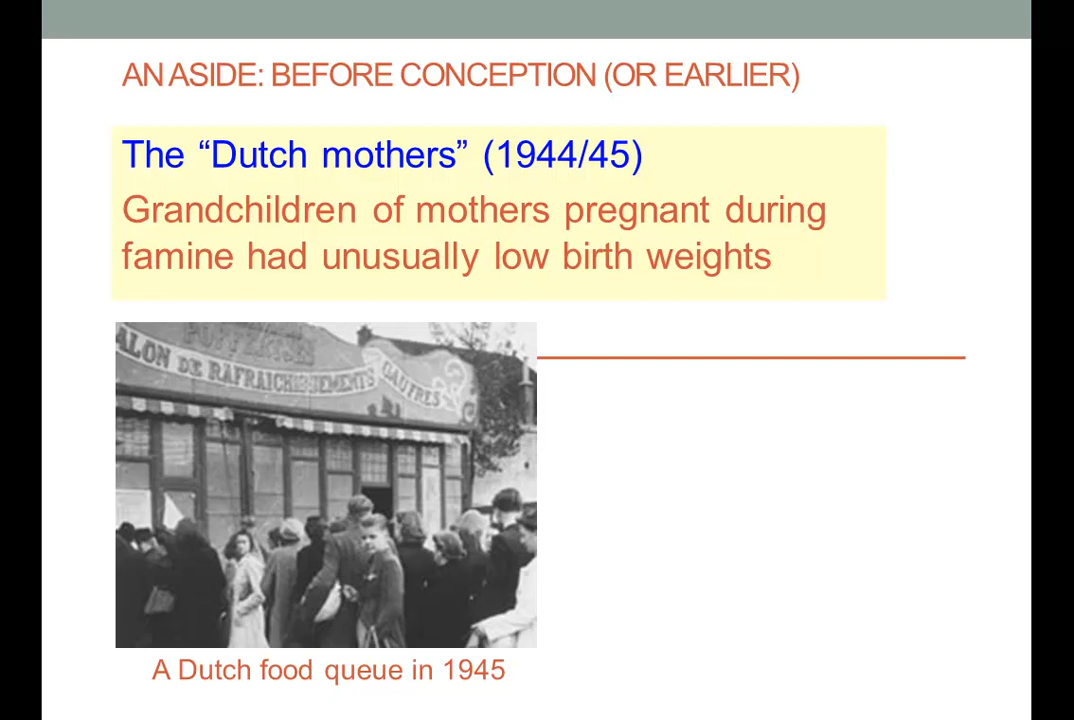 AN ASIDE: BEFORE CONCEPTION (OR EARLIER)
The “Dutch mothers” (1944/45)
Grandchildren of mothers pregnant during
famine had unusually low birth weights
POFFERTJES
ALON DE RAFRAICHISSEMENTS
GAUFRES
A Dutch food queue in 1945